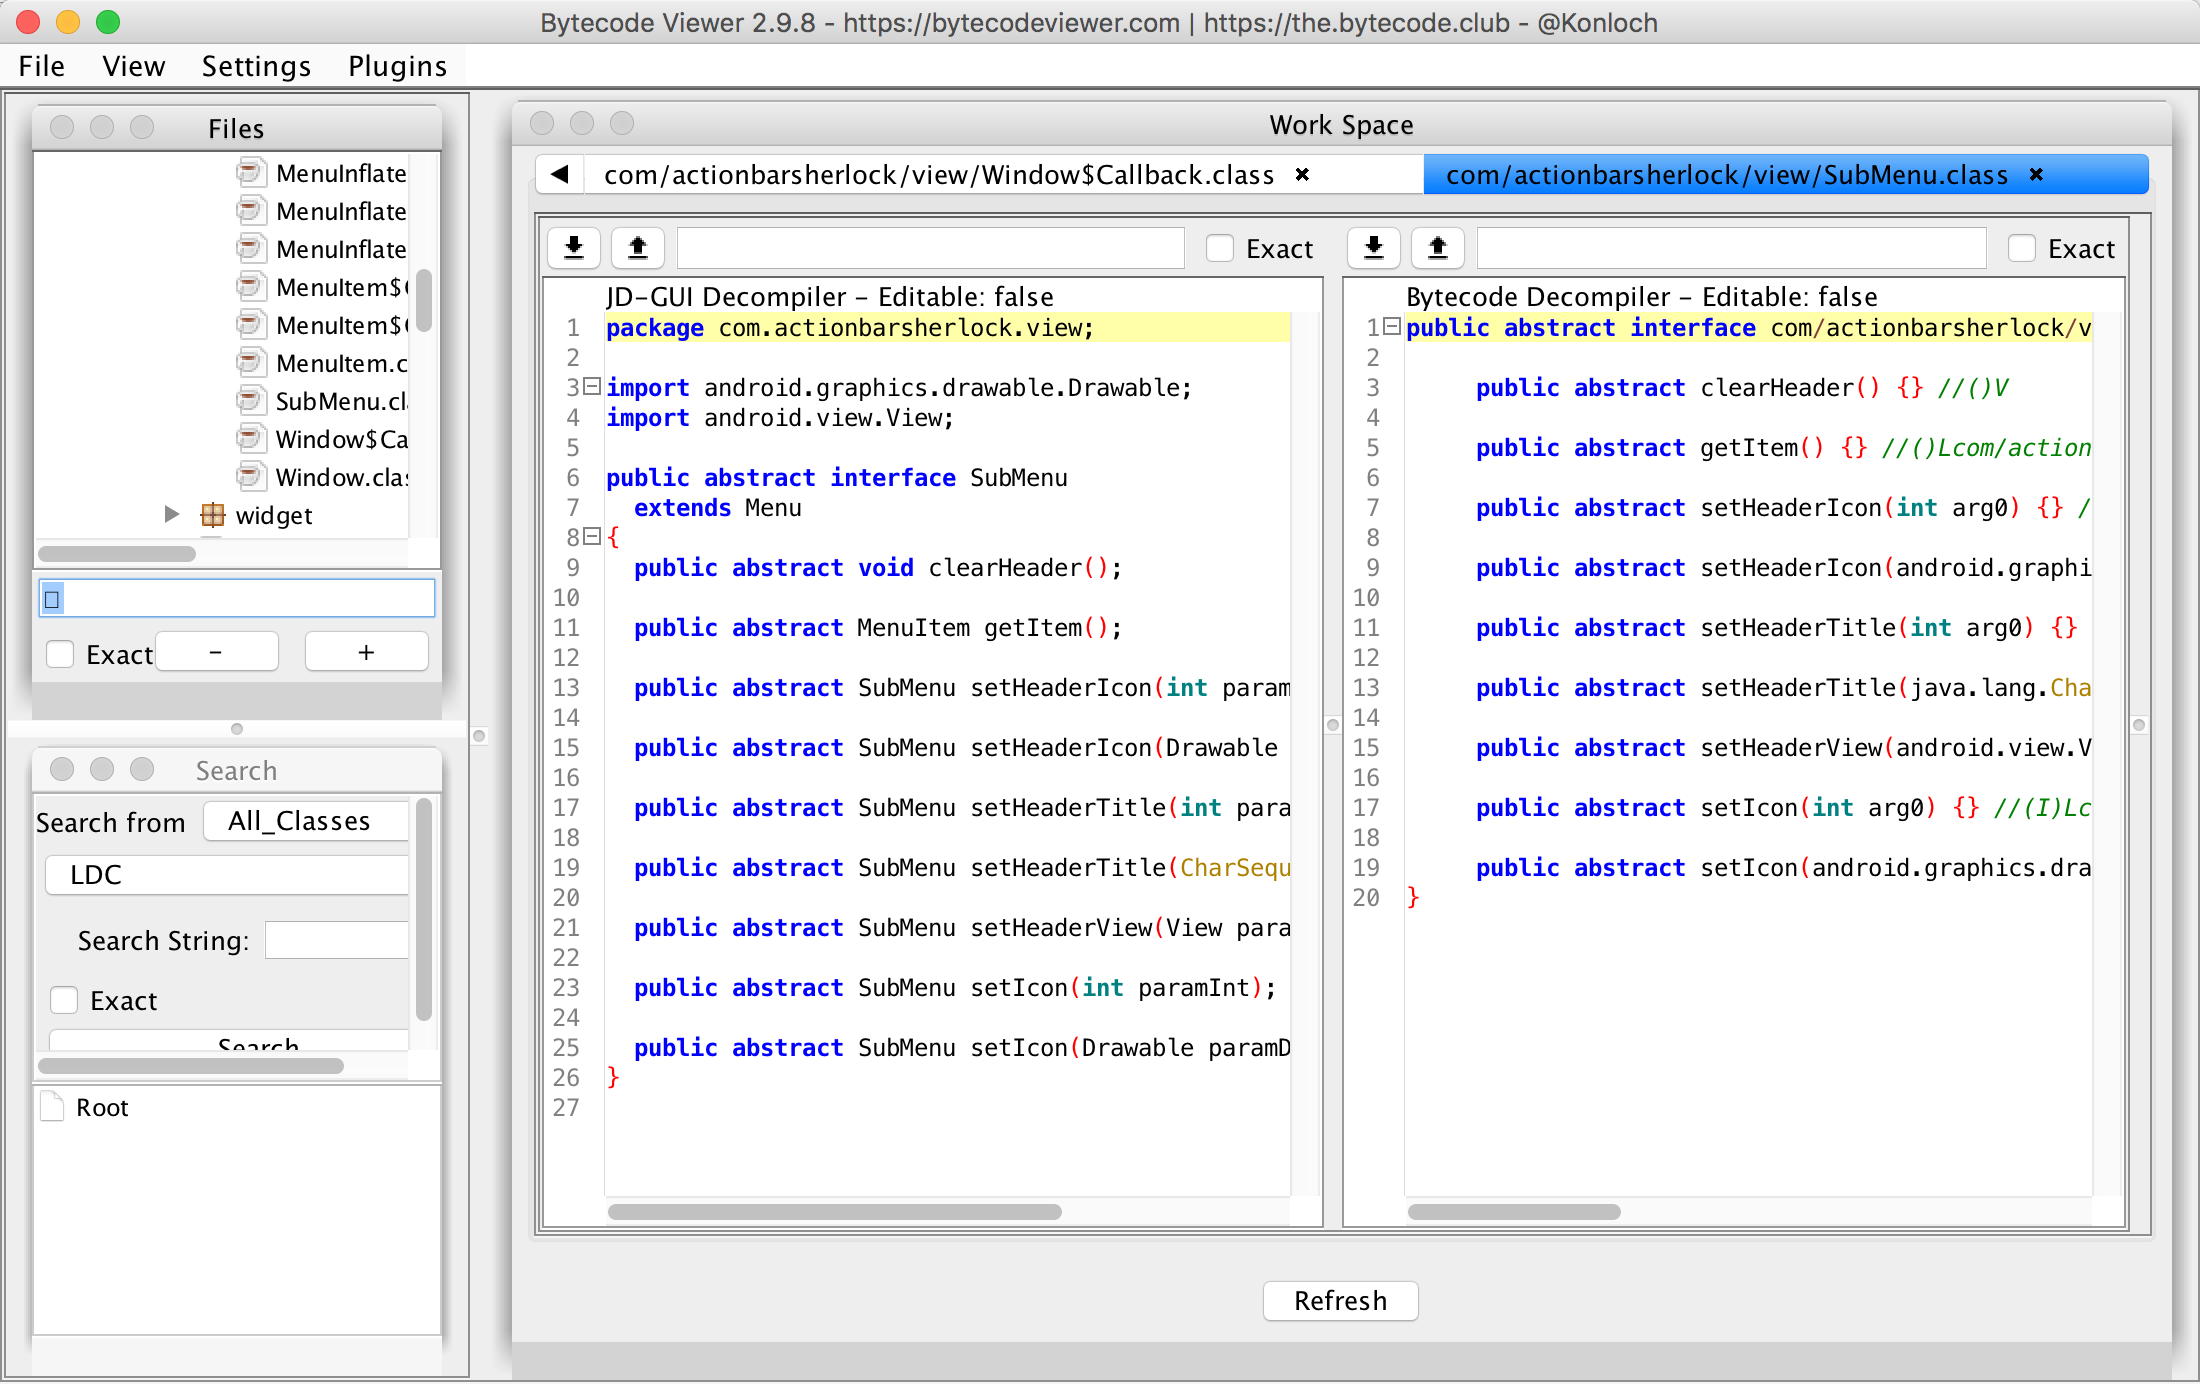 Bytecode Viewer 2.9.8 - https://bytecodeviewer.com | https://the.bytecode.club - @Konloch
File View Settings Plugins
Files
MenuInflate
MenuInflate
MenuInflate
MenuItem$(
MenuItem$(
MenuItem.c
SubMenu.cl
Window$Ca
Window.clas
widget
Exact - +
Search
Search from All_Classes
LDC
Search String:
Exact
Search
Root
Work Space
com/actionbarsherlock/view/Window$Callback.class
com/actionbarsherlock/view/SubMenu.class
Exact
JD-GUI Decompiler – Editable: false
1 package com.actionbarsherlock.view;
2
3 import android.graphics.drawable.Drawable;
4 import android.view.View;
5
6 public abstract interface SubMenu
7 extends Menu
8 {
9 public abstract void clearHeader();
10
11 public abstract MenuItem getItem();
12
13 public abstract SubMenu setHeaderIcon(int param
14
15 public abstract SubMenu setHeaderIcon(Drawable
16
17 public abstract SubMenu setHeaderTitle(int para
18
19 public abstract SubMenu setHeaderTitle(CharSequ
20
21 public abstract SubMenu setHeaderView(View para
22
23 public abstract SubMenu setIcon(int paramInt);
24
25 public abstract SubMenu setIcon(Drawable paramD
26 }
27
Exact
Bytecode Decompiler – Editable: false
1 public abstract interface com/actionbarsherlock/v
2
3 public abstract clearHeader() {} //()V
4
5 public abstract getItem() {} //()Lcom/action
6
7 public abstract setHeaderIcon(int arg0) {} /
8
9 public abstract setHeaderIcon(android.graphi
10
11 public abstract setHeaderTitle(int arg0) {}
12
13 public abstract setHeaderTitle(java.lang.Cha
14
15 public abstract setHeaderView(android.view.V
16
17 public abstract setIcon(int arg0) {} //(I)Lc
18
19 public abstract setIcon(android.graphics.dra
20 }
Refresh